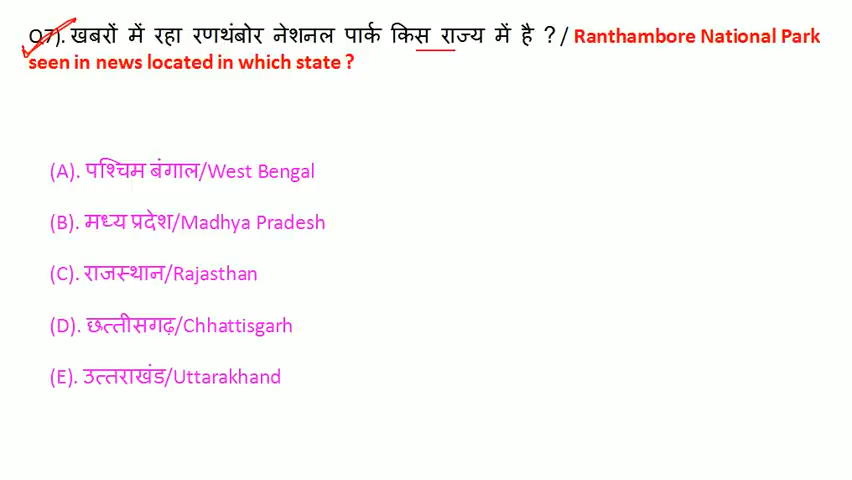 Q7). खबरों में रहा रणथंबोर नेशनल पार्क किस राज्य में है ? / Ranthambore National Park
seen in news located in which state ?
(A). पश्चिम बंगाल/West Bengal
(B). मध्य प्रदेश/Madhya Pradesh
(C). राजस्थान/Rajasthan
(D). छत्तीसगढ़/Chhattisgarh
(E). उत्तराखंड/Uttarakhand